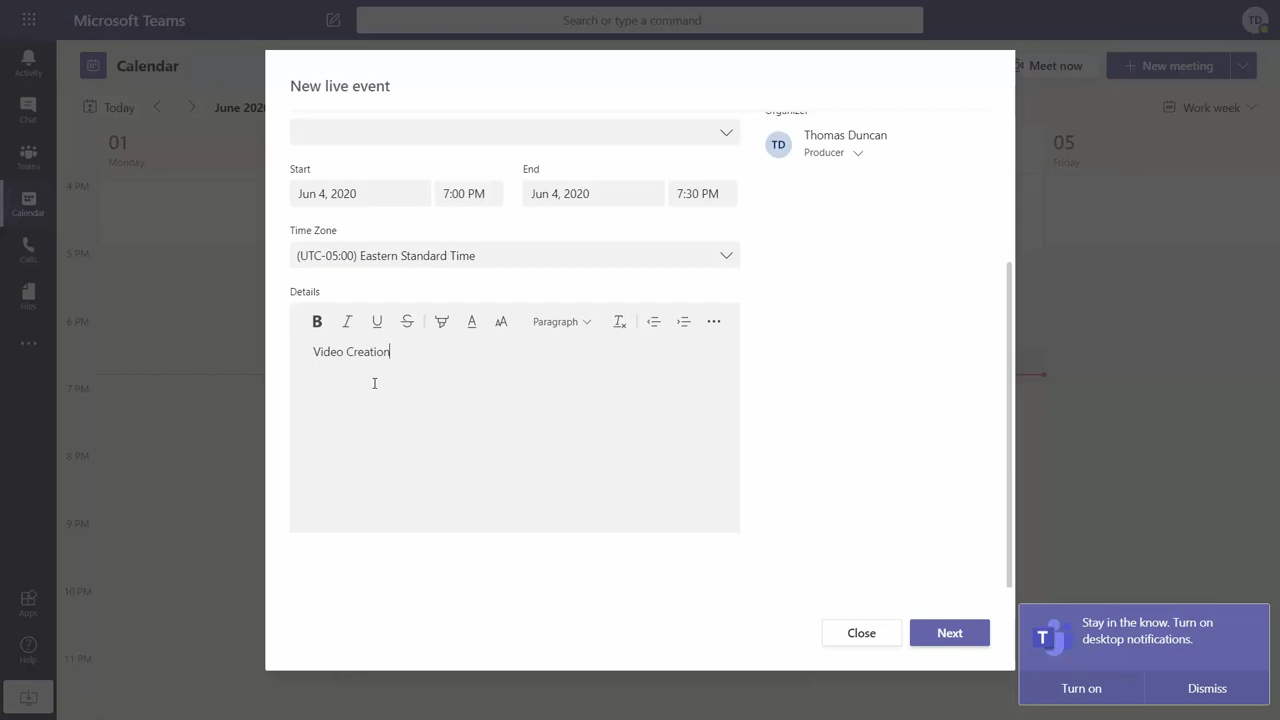 Microsoft Teams
Search or type a command
TD
Activity
Chat
Teams
Calendar
Calls
Files
Apps
Help
Calendar
Meet now
New meeting
Today
June 2020
Work week
01
Monday
05
Friday
4 PM
5 PM
6 PM
7 PM
8 PM
9 PM
10 PM
11 PM
New live event
Organizer
TD
Thomas Duncan
Producer
Start
End
Jun 4, 2020
7:00 PM
Jun 4, 2020
7:30 PM
Time Zone
(UTC-05:00) Eastern Standard Time
Details
B I U S A AA Paragraph
Video Creation
Close
Next
T
Stay in the know. Turn on
desktop notifications.
Turn on
Dismiss